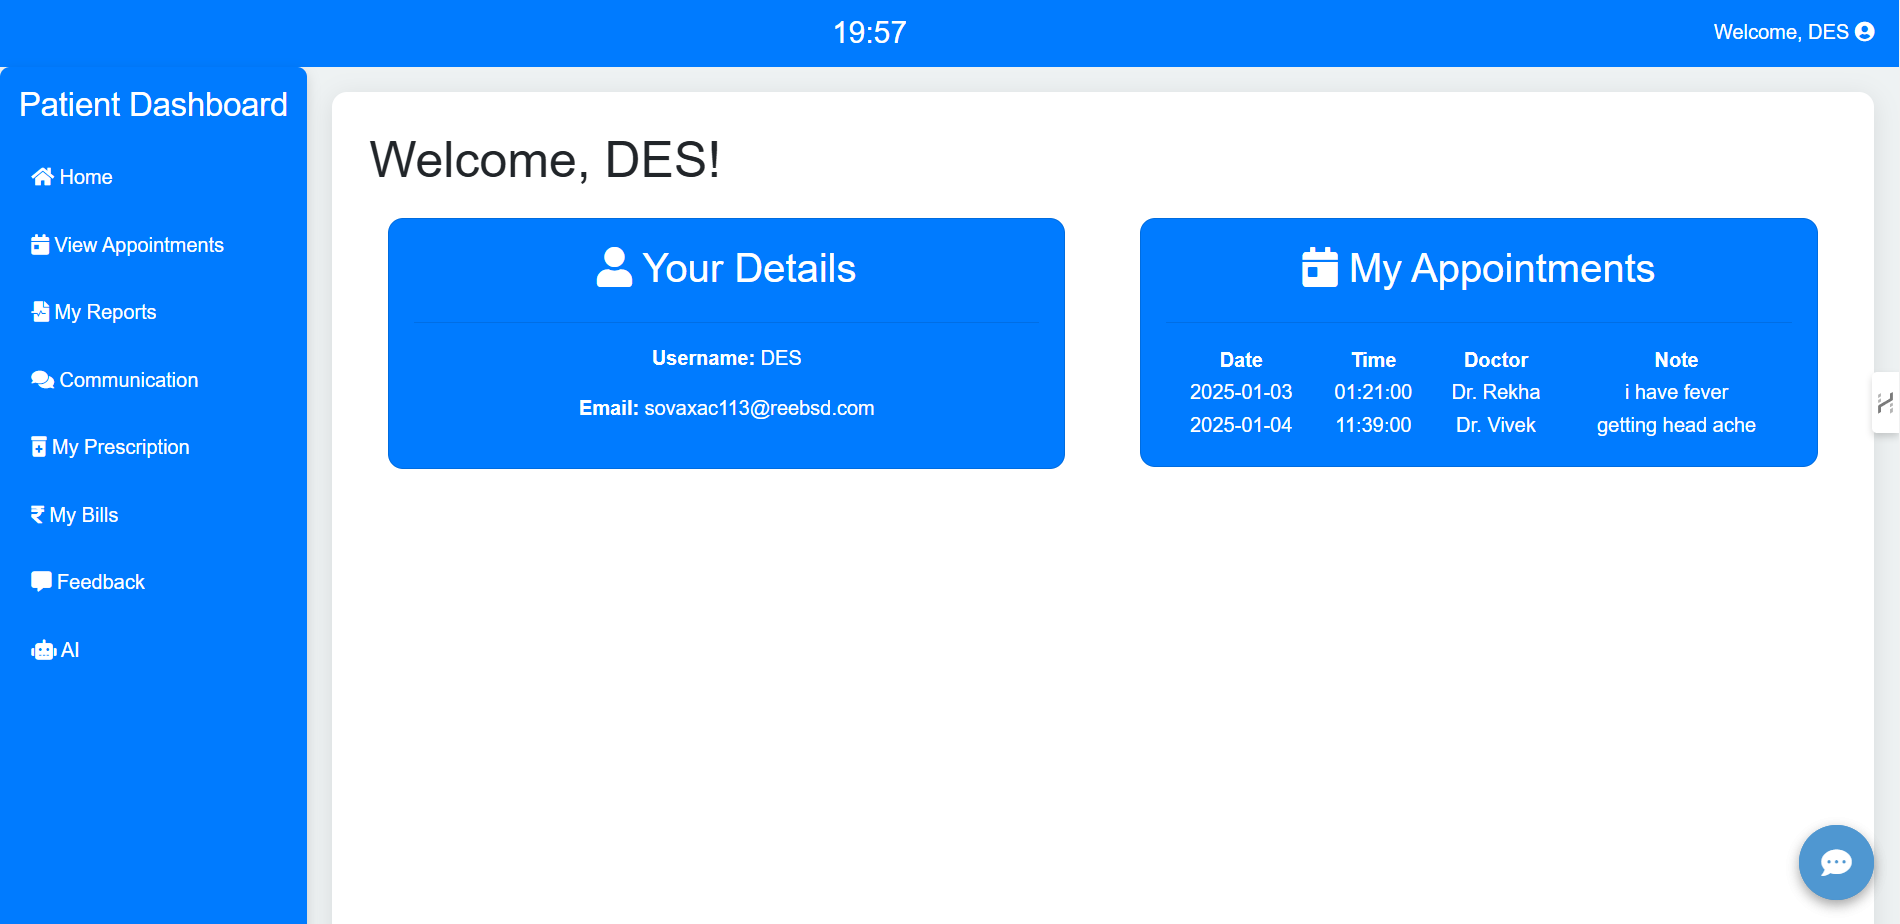 19:57
Welcome, DES
Patient Dashboard
Home
View Appointments
My Reports
Communication
My Prescription
My Bills
Feedback
AI
Welcome, DES!
Your Details
Username: DES
Email: sovaxac113@reebsd.com
My Appointments
Date Time Doctor Note
2025-01-03 01:21:00 Dr. Rekha i have fever
2025-01-04 11:39:00 Dr. Vivek getting head ache